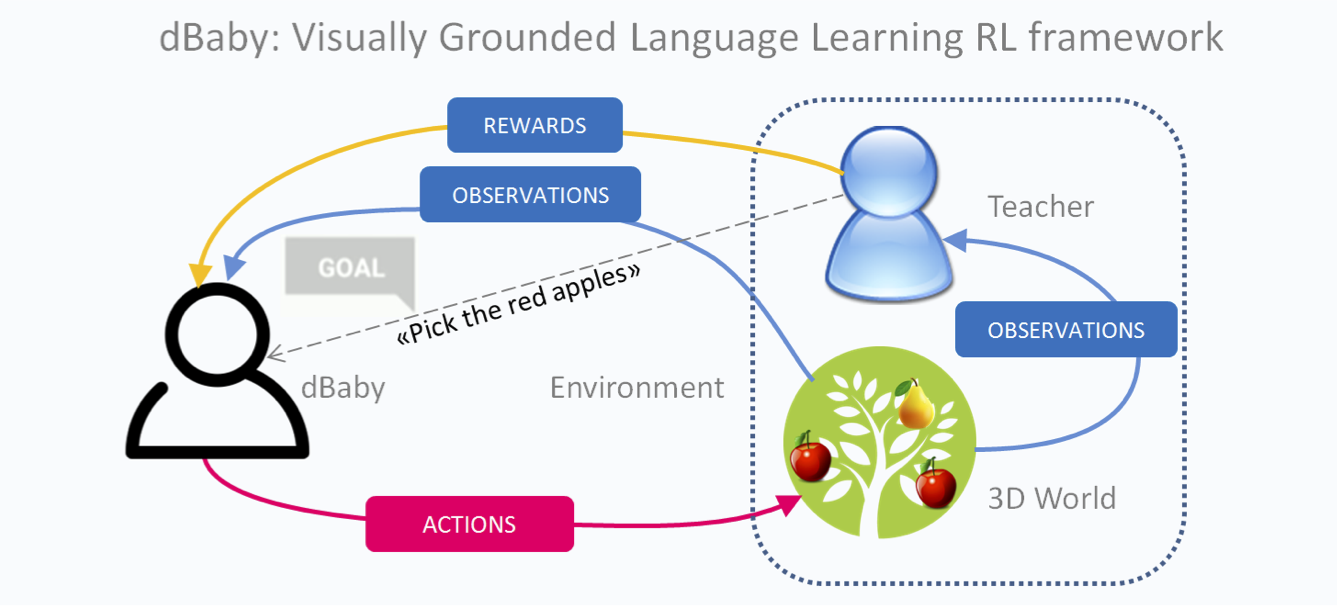 dBaby: Visually Grounded Language Learning RL framework
REWARDS
OBSERVATIONS
Teacher
GOAL
«Pick the red apples»
OBSERVATIONS
dBaby
Environment
3D World
ACTIONS